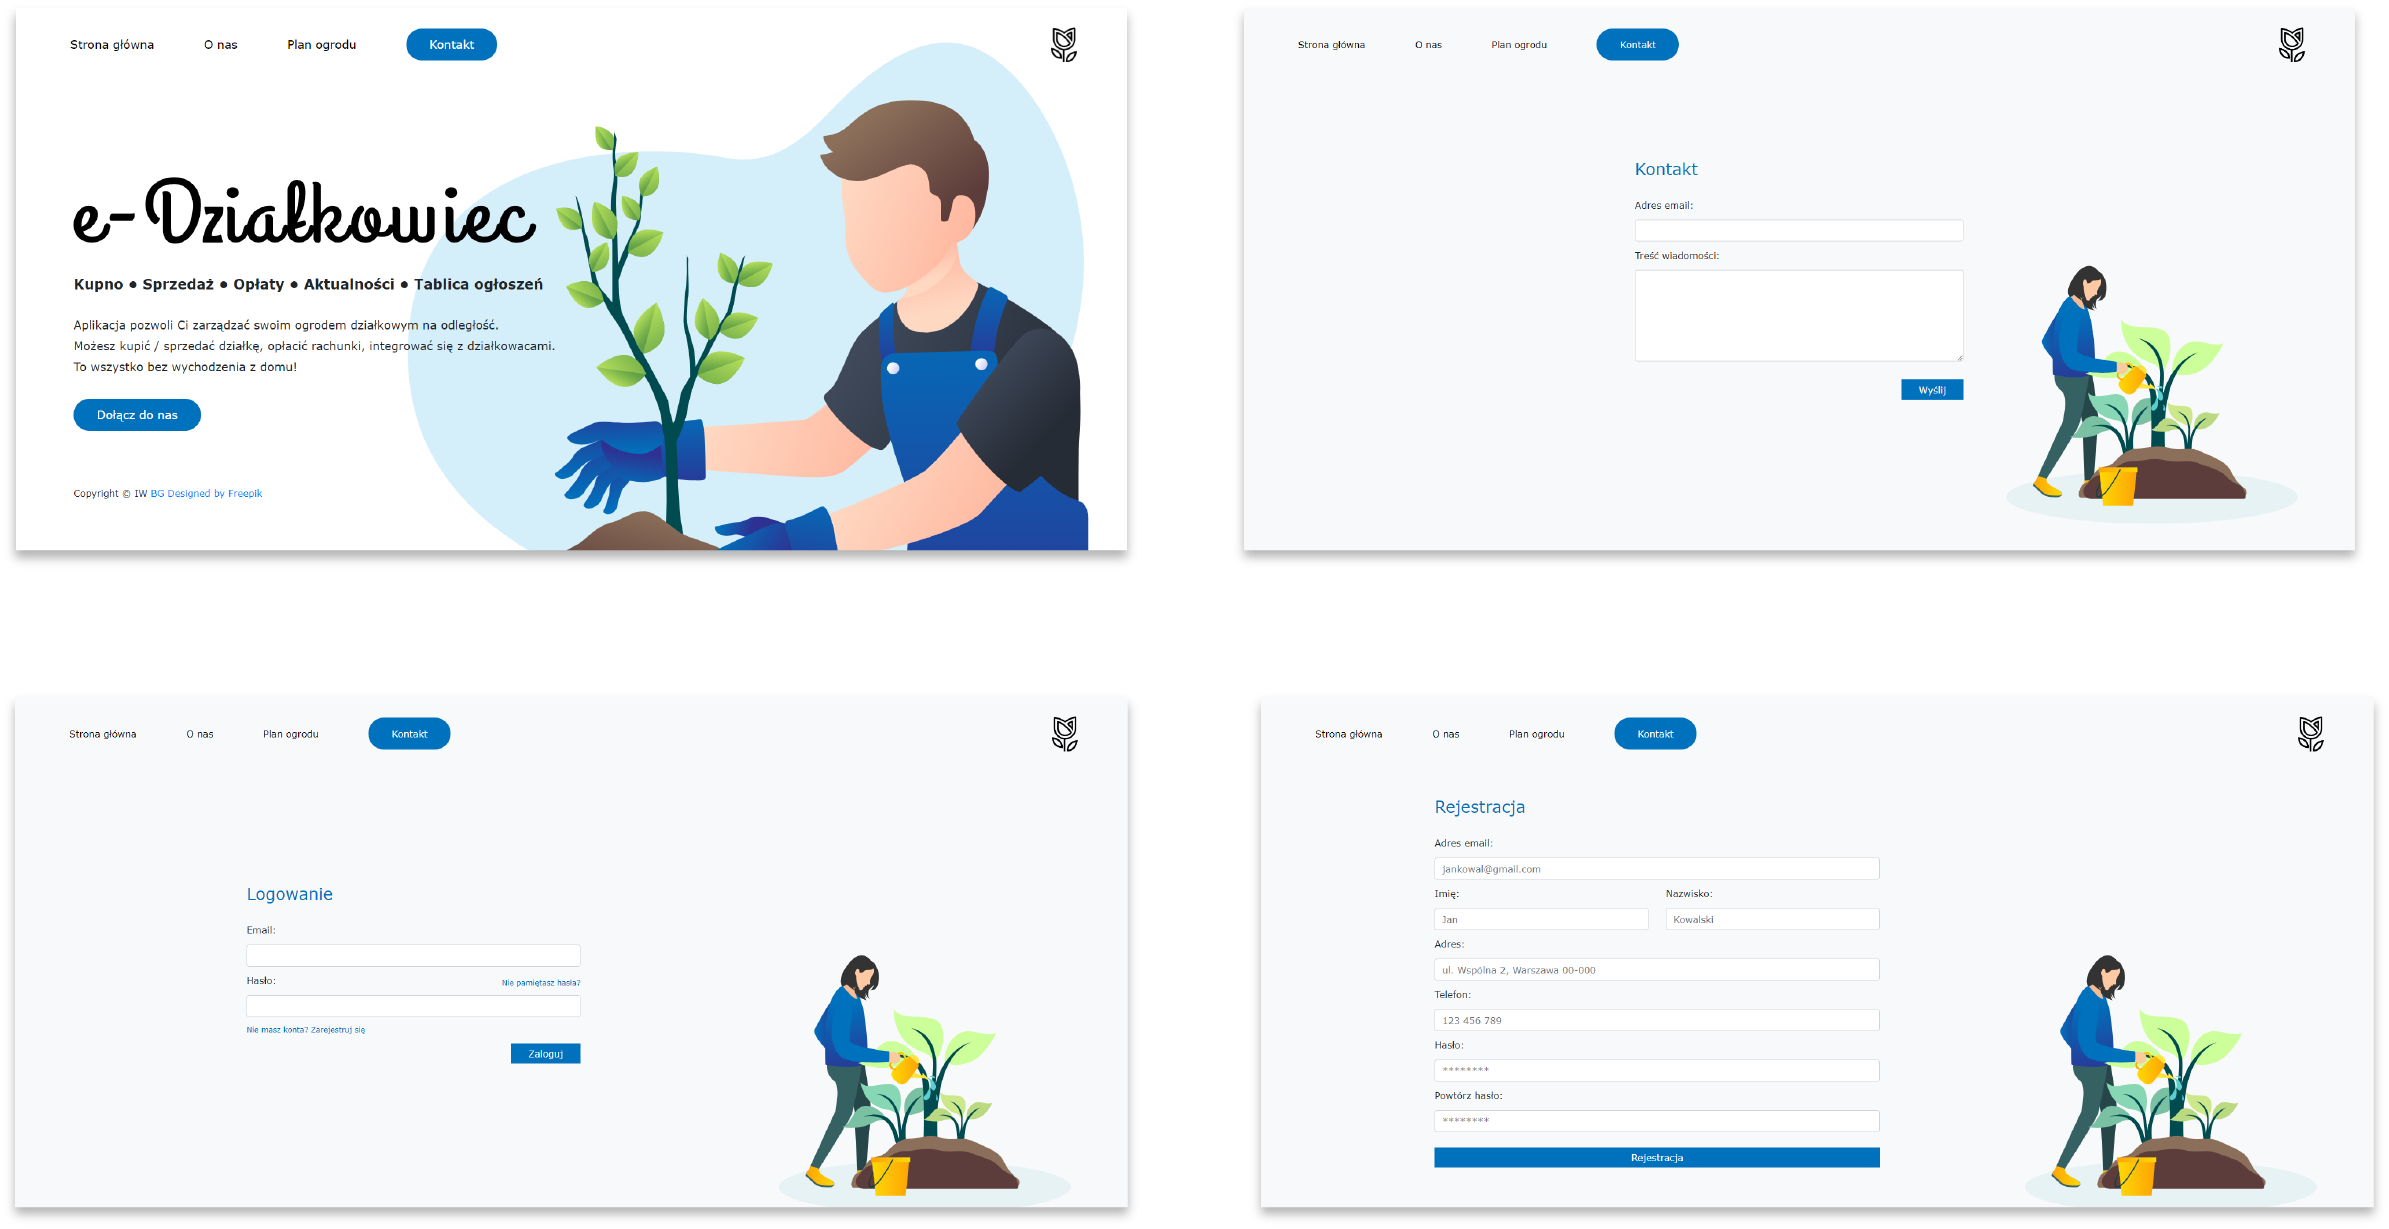 Strona główna O nas Plan ogrodu Kontakt
e-Działkowiec
Kupno ● Sprzedaż ● Opłaty ● Aktualności ● Tablica ogłoszeń
Aplikacja pozwoli Ci zarządzać swoim ogrodem działkowym na odległość.
Możesz kupić / sprzedać działkę, opłacić rachunki, integrować się z działkowacami.
To wszystko bez wychodzenia z domu!
Dołącz do nas
Copyright © IW BG Designed by Freepik
Strona główna O nas Plan ogrodu Kontakt
Kontakt
Adres email:
Treść wiadomości:
Wyślij
Strona główna O nas Plan ogrodu Kontakt
Logowanie
Email:
Hasło: Nie pamiętasz hasła?
Nie masz konta? Zarejestruj się
Zaloguj
Strona główna O nas Plan ogrodu Kontakt
Rejestracja
Adres email:
jankowal@gmail.com
Imię: Nazwisko:
Jan Kowalski
Adres:
ul. Wspólna 2, Warszawa 00-000
Telefon:
123 456 789
Hasło:
********
Powtórz hasło:
********
Rejestracja